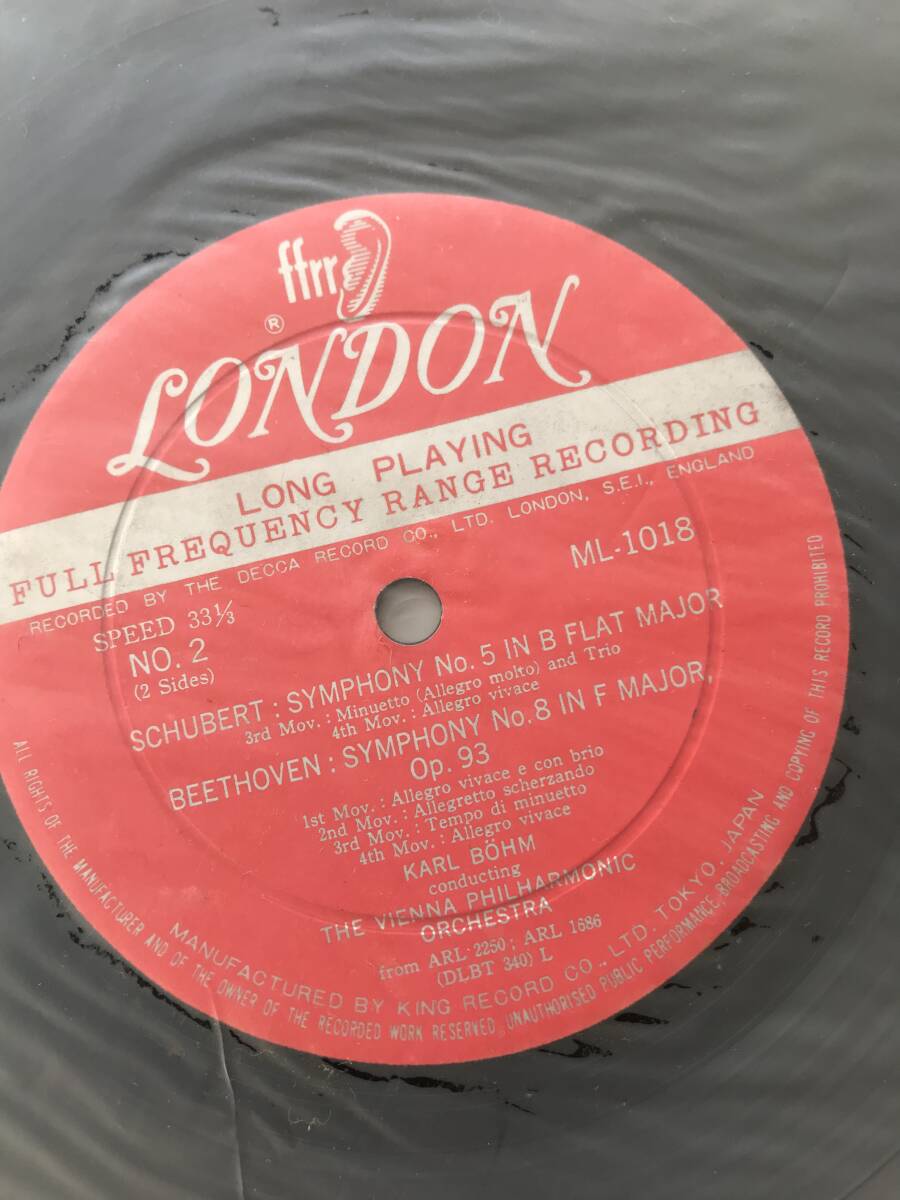 ffrr
®
LONDON
LONG PLAYING
FULL FREQUENCY RANGE RECORDING
RECORDED BY THE DECCA RECORD CO., LTD. LONDON, S.E.I., ENGLAND
SPEED 33⅓
ML-1018
NO. 2
(2 Sides)
SCHUBERT : SYMPHONY No. 5 IN B FLAT MAJOR
3rd Mov. : Minuetto (Allegro molto) and Trio
4th Mov. : Allegro vivace
BEETHOVEN : SYMPHONY No. 8 IN F MAJOR,
Op. 93
1st Mov. : Allegro vivace e con brio
2nd Mov. : Allegretto scherzando
3rd Mov. : Tempo di minuetto
4th Mov. : Allegro vivace
KARL BÖHM
conducting
THE VIENNA PHILHARMONIC
ORCHESTRA
from ARL 2250 ; ARL 1686
(DLBT 340) L
MANUFACTURED BY KING RECORD CO., LTD. TOKYO, JAPAN
ALL RIGHTS OF THE MANUFACTURER AND OF THE OWNER OF THE RECORDED WORK RESERVED UNAUTHORISED PUBLIC PERFORMANCE, BROADCASTING AND COPYING OF THIS RECORD PROHIBITED